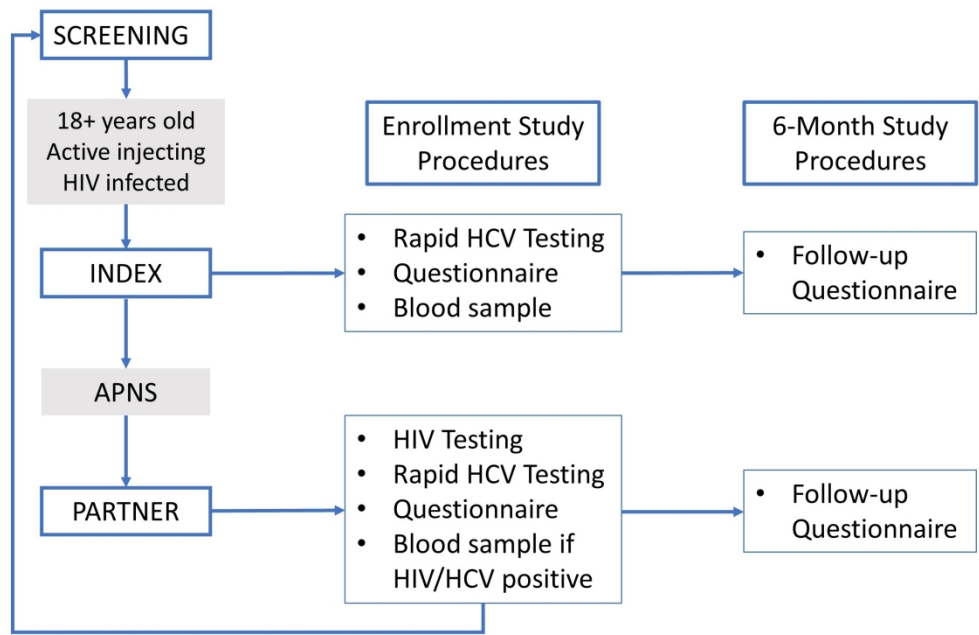 SCREENING
18+ years old
Active injecting
HIV infected
Enrollment Study
Procedures
6-Month Study
Procedures
INDEX
• Rapid HCV Testing
• Questionnaire
• Blood sample
• Follow-up
Questionnaire
APNS
PARTNER
• HIV Testing
• Rapid HCV Testing
• Questionnaire
• Blood sample if
HIV/HCV positive
• Follow-up
Questionnaire